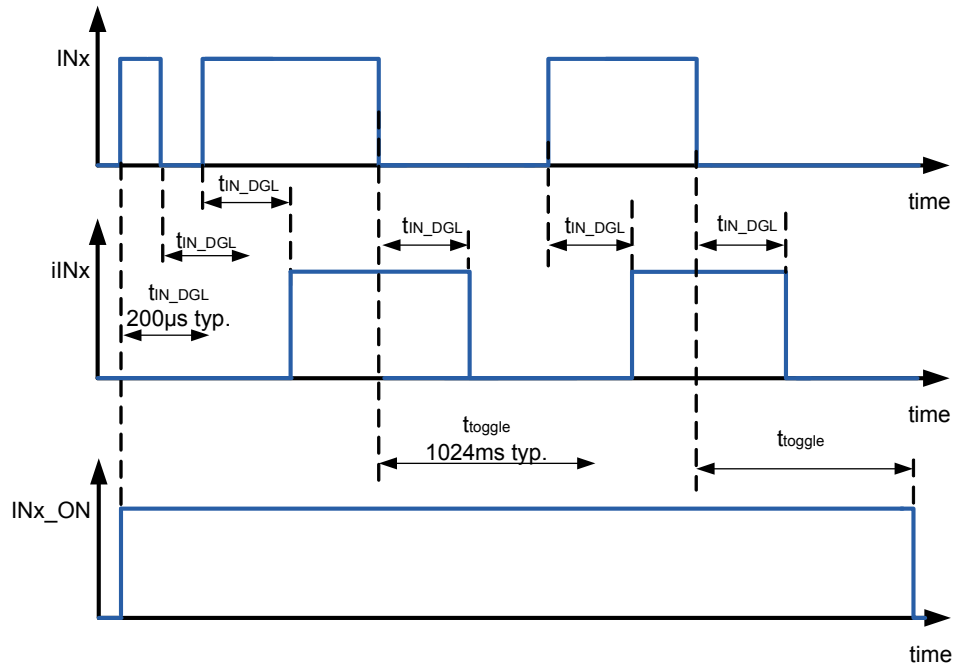 INx
time
tIN_DGL
tIN_DGL
tIN_DGL
tIN_DGL
tIN_DGL
iINx
tIN_DGL
200µs typ.
time
ttoggle
1024ms typ.
ttoggle
INx_ON
time